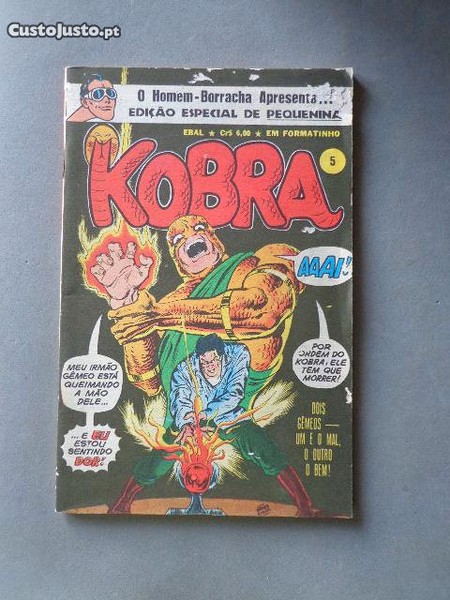 CustoJusto.pt
O Homem-Borracha Apresenta...!
EDIÇÃO ESPECIAL DE PEQUENINA
EBAL ★ Cr$ 6,00 ★ EM FORMATINHO
KOBRA
5
AAAI!
MEU IRMÃO
GÊMEO ESTÁ
QUEIMANDO
A MÃO
DELE...
...E EU
ESTOU
SENTINDO
DOR!
POR
ORDEM DO
KOBRA, ELE
TEM QUE
MORRER!
DOIS
GÊMEOS —
UM É O MAL,
O OUTRO
O BEM!